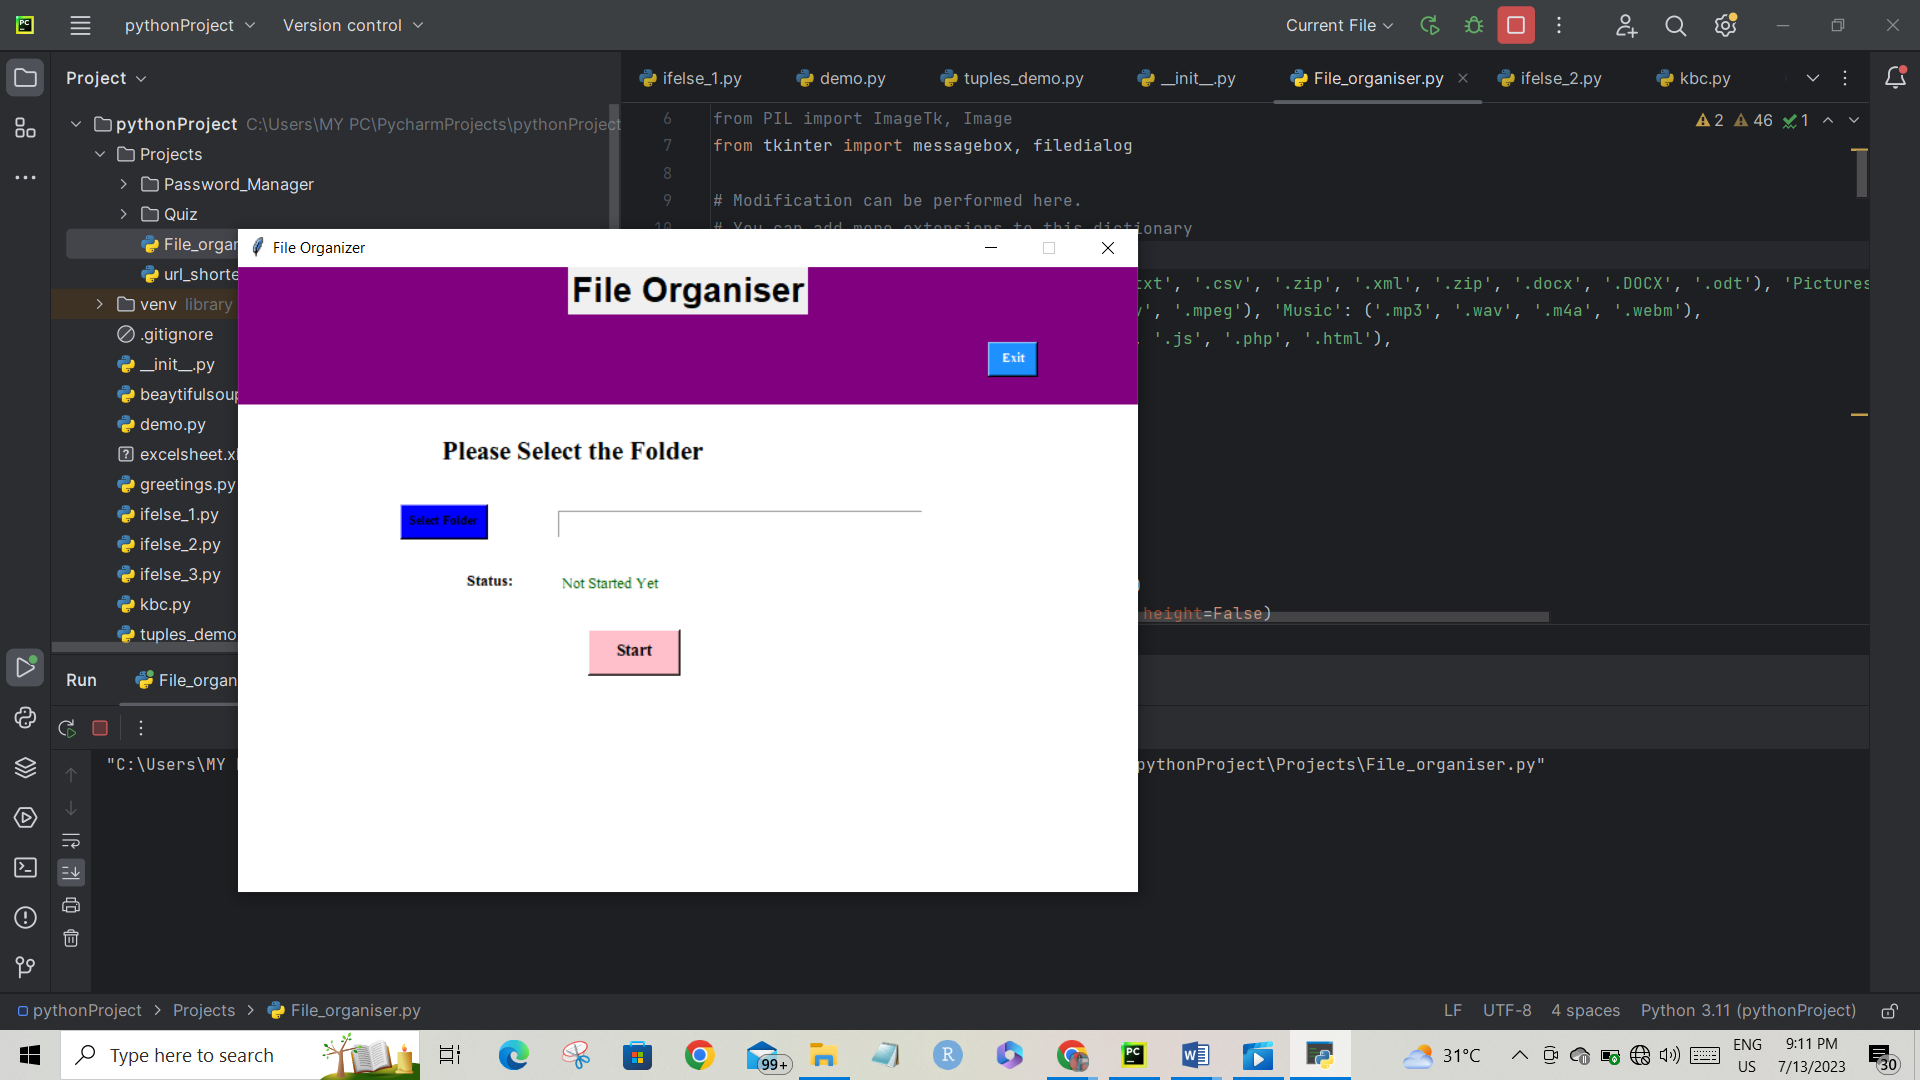 pythonProject Version control Current File
Project
ifelse_1.py demo.py tuples_demo.py __init__.py File_organiser.py ifelse_2.py kbc.py
pythonProject C:\Users\MY PC\PycharmProjects\pythonProject
Projects
Password_Manager
Quiz
File_organ
url_shorte
venv library
.gitignore
__init__.py
beaytifulsoup
demo.py
excelsheet.xl
greetings.py
ifelse_1.py
ifelse_2.py
ifelse_3.py
kbc.py
tuples_demo
6 from PIL import ImageTk, Image
2 46 1
7 from tkinter import messagebox, filedialog
8
9 # Modification can be performed here.
10 # You can add more extensions to this dictionary
txt', '.csv', '.zip', '.xml', '.zip', '.docx', '.DOCX', '.odt'), 'Pictures
', '.mpeg'), 'Music': ('.mp3', '.wav', '.m4a', '.webm'),
'.js', '.php', '.html'),
height=False)
File Organizer
File Organiser
Exit
Please Select the Folder
Select Folder
Status: Not Started Yet
Start
Run File_organ
"C:\Users\MY
pythonProject\Projects\File_organiser.py"
pythonProject > Projects > File_organiser.py
LF UTF-8 4 spaces Python 3.11 (pythonProject)
Type here to search
99+
R
PC
31°C
ENG
US
9:11 PM
7/13/2023
30